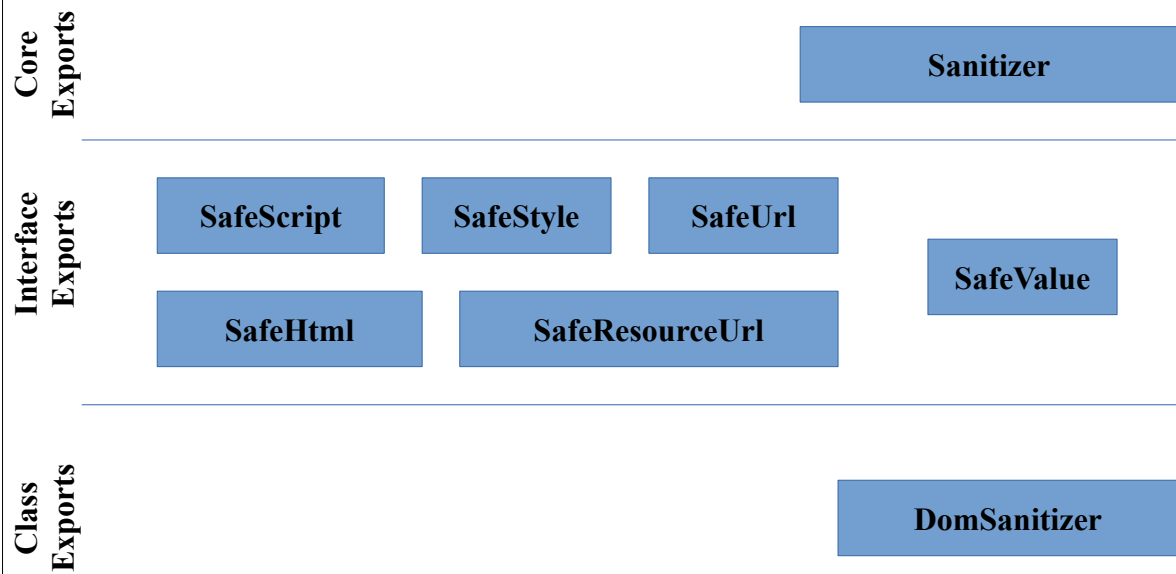 Core
Exports
Sanitizer
Interface
Exports
SafeScript
SafeStyle
SafeUrl
SafeValue
SafeHtml
SafeResourceUrl
Class
Exports
DomSanitizer